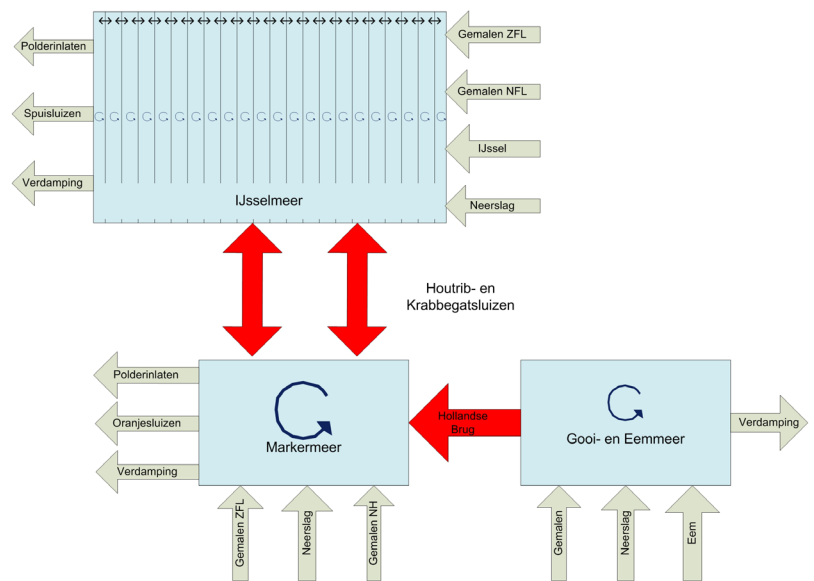 Polderinlaten
Gemalen ZFL
Spuisluizen
Gemalen NFL
IJssel
Verdamping
Neerslag
IJsselmeer
Houtrib- en
Krabbegatsluizen
Polderinlaten
Oranjesluizen
Verdamping
Markermeer
Hollandse
Brug
Gooi- en Eemmeer
Verdamping
Gemalen ZFL
Neerslag
Gemalen NH
Gemalen
Neerslag
Eem